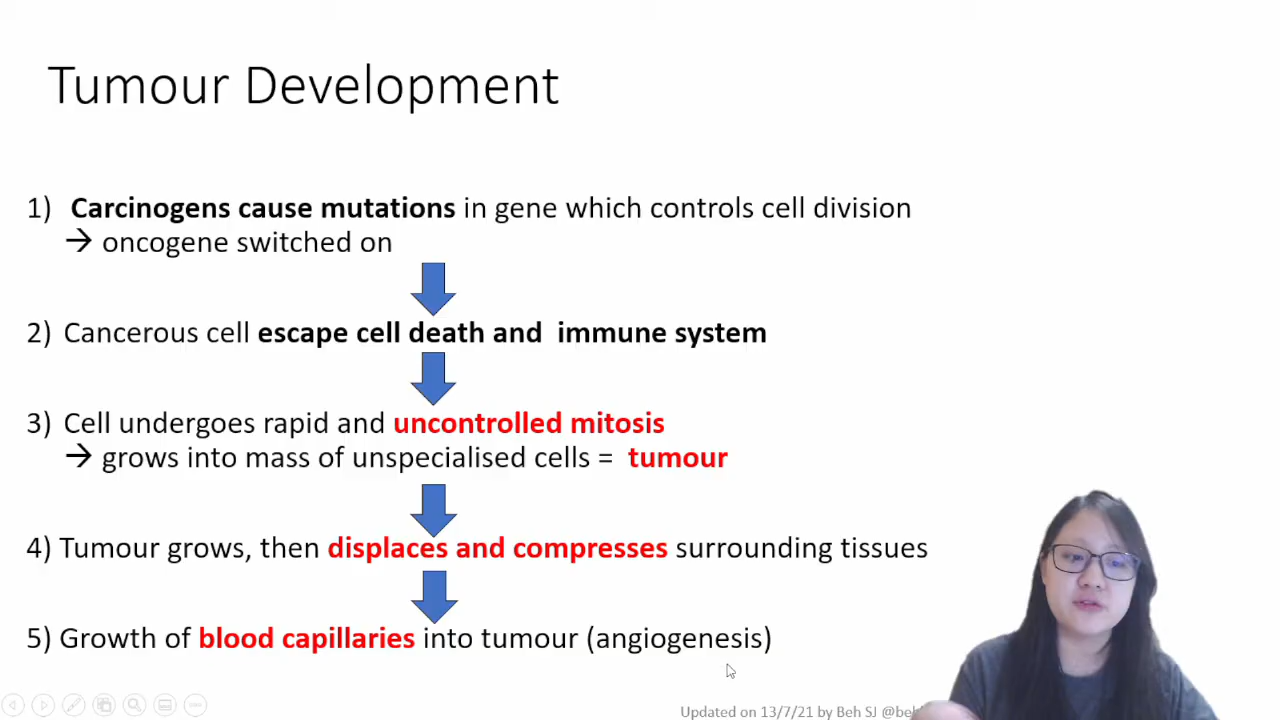 Tumour Development
1) Carcinogens cause mutations in gene which controls cell division
→ oncogene switched on
2) Cancerous cell escape cell death and immune system
3) Cell undergoes rapid and uncontrolled mitosis
→ grows into mass of unspecialised cells = tumour
4) Tumour grows, then displaces and compresses surrounding tissues
5) Growth of blood capillaries into tumour (angiogenesis)
Updated on 13/7/21 by Beh SJ